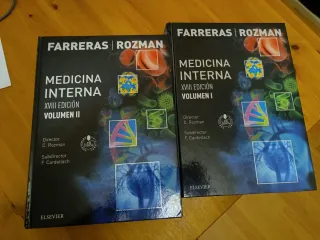 FARRERAS | ROZMAN
MEDICINA
INTERNA
XVIII EDICIÓN
VOLUMEN II
Director
C. Rozman
Subdirector
F. Cardellach
ELSEVIER
FARRERAS | ROZMAN
MEDICINA
INTERNA
XVIII EDICIÓN
VOLUMEN I
Director
C. Rozman
Subdirector
F. Cardellach
ELSEVIER